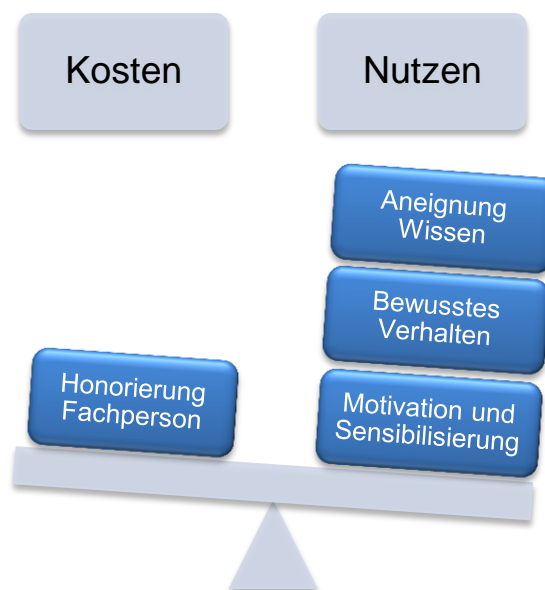 Kosten
Nutzen
Aneignung
Wissen
Bewusstes
Verhalten
Honorierung
Fachperson
Motivation und
Sensibilisierung